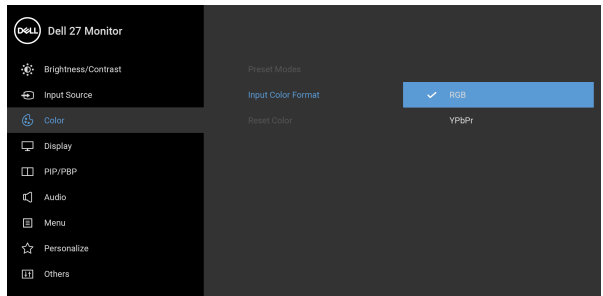 DELL Dell 27 Monitor
Brightness/Contrast
Preset Modes
Input Source
Input Color Format
RGB
Color
Reset Color
YPbPr
Display
PIP/PBP
Audio
Menu
Personalize
Others